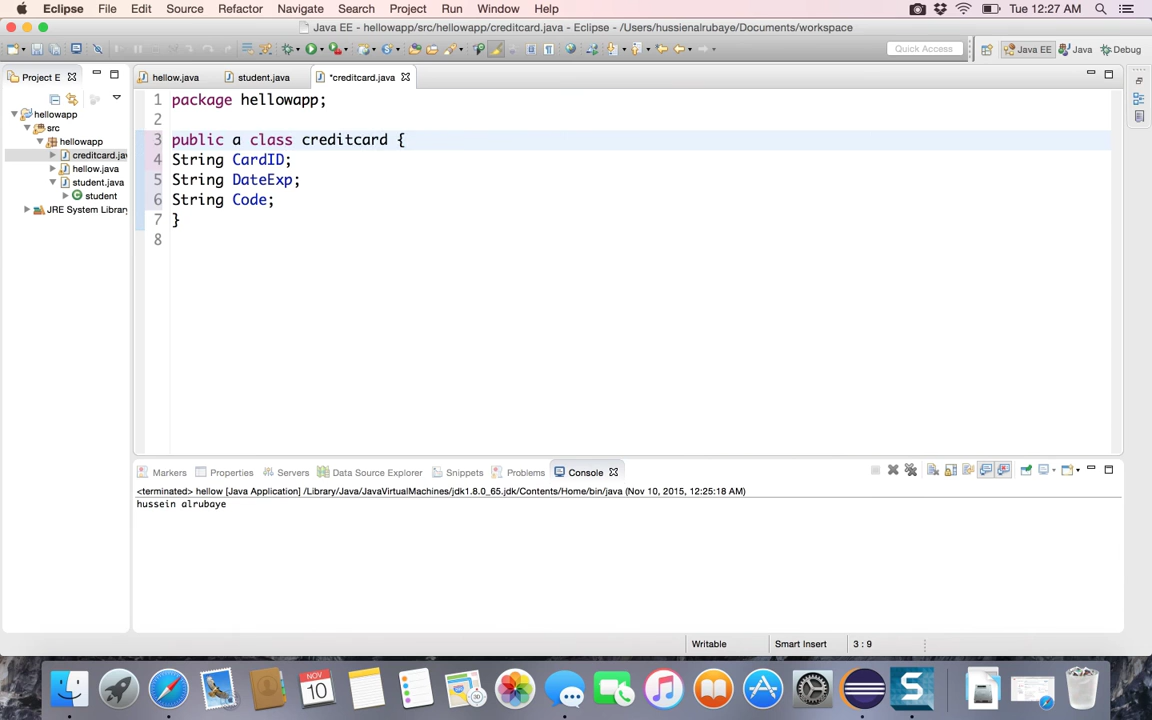 Eclipse File Edit Source Refactor Navigate Search Project Run Window Help Tue 12:27 AM
Java EE - hellowapp/src/hellowapp/creditcard.java - Eclipse - /Users/hussienalrubaye/Documents/workspace
Quick Access Java EE Java Debug
Project E hellow.java student.java *creditcard.java
hellowapp
src
hellowapp
creditcard.jav
hellow.java
student.java
student
JRE System Library
1 package hellowapp;
2
3 public a class creditcard {
4 String CardID;
5 String DateExp;
6 String Code;
7 }
8
Markers Properties Servers Data Source Explorer Snippets Problems Console
<terminated> hellow [Java Application] /Library/Java/JavaVirtualMachines/jdk1.8.0_65.jdk/Contents/Home/bin/java (Nov 10, 2015, 12:25:18 AM)
hussein alrubaye
Writable Smart Insert 3 : 9
NOV
10